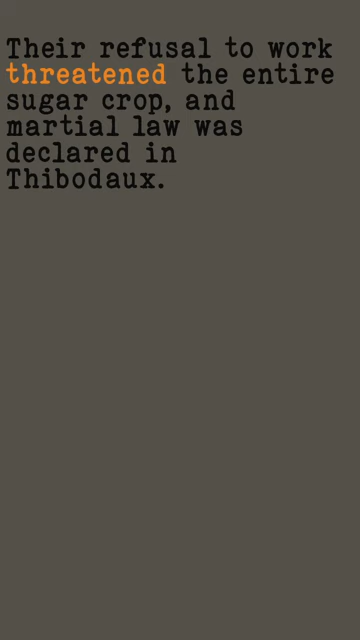 Their refusal to work
threatened the entire
sugar crop, and
martial law was
declared in
Thibodaux.